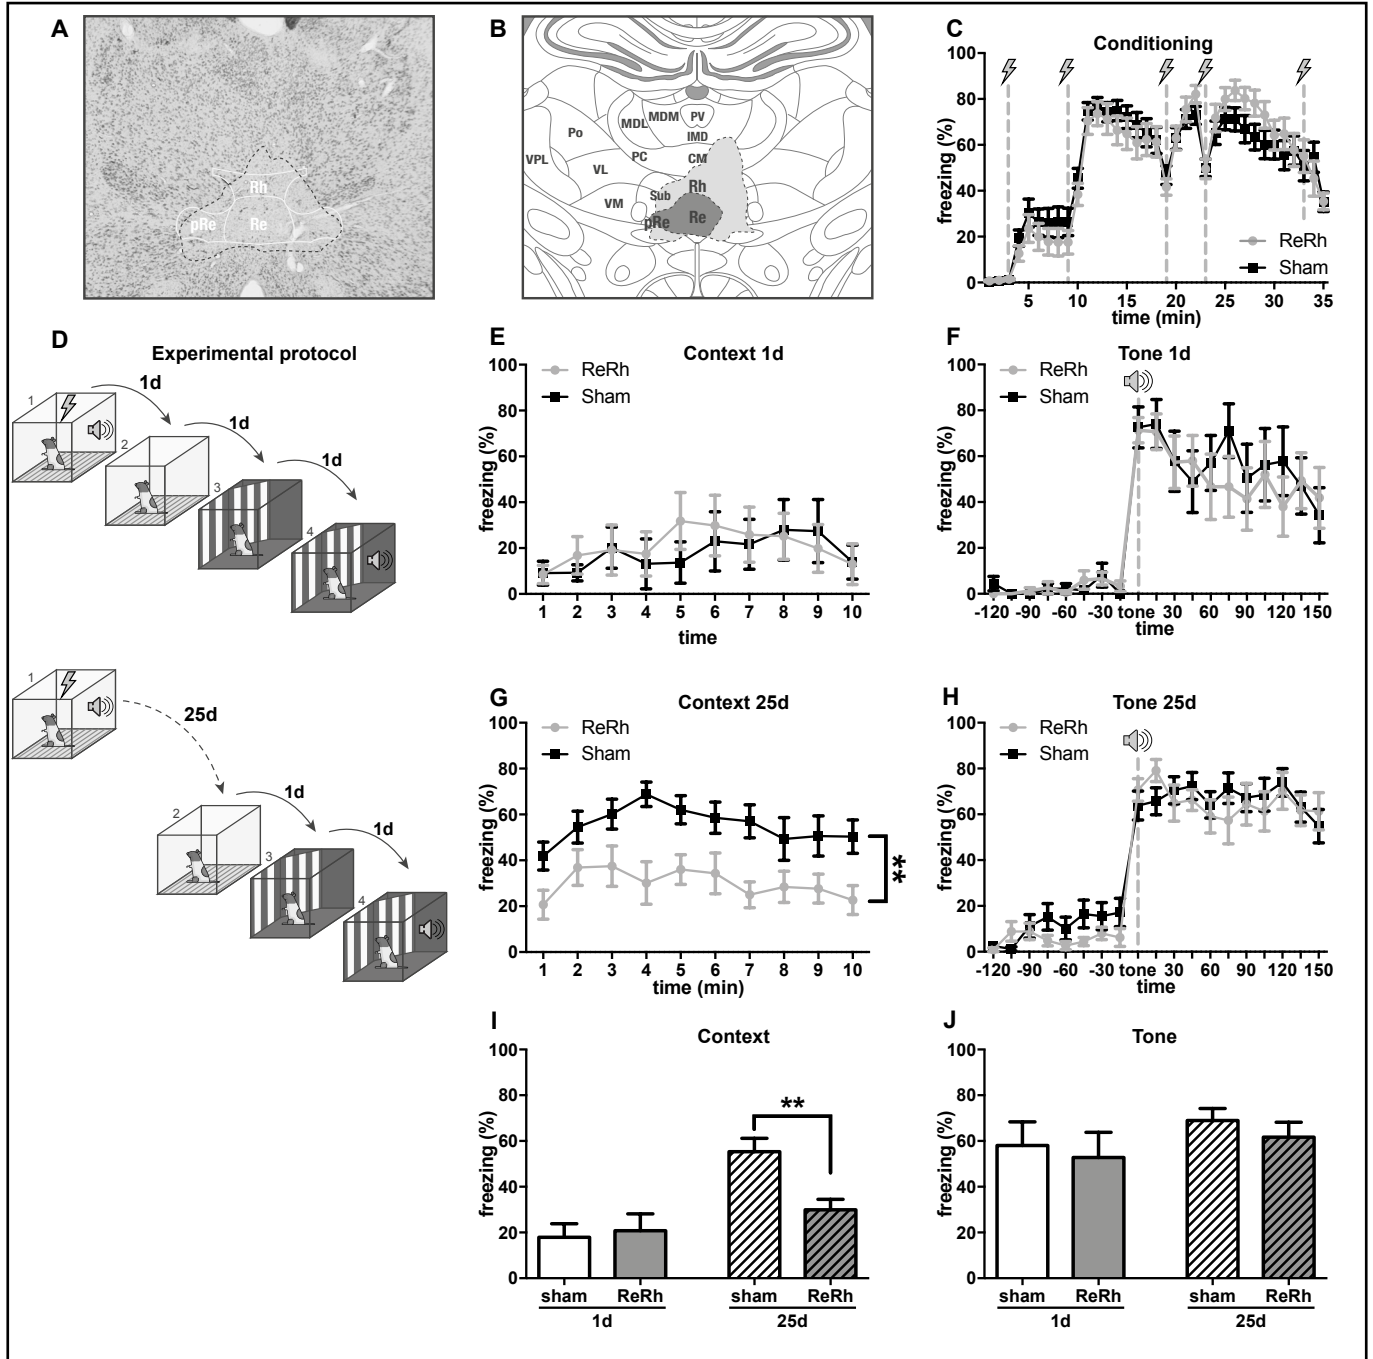 A
Rh
pRe
Re
B
Po
MDL
MDM
PV
IMD
VPL
VL
PC
CM
Sub
Rh
VM
pRe
Re
C
Conditioning
freezing (%)
100
80
60
40
20
0
ReRh
Sham
5 10 15 20 25 30 35
time (min)
D
Experimental protocol
1 1d
2 1d
3 1d
4
1 25d
2 1d
3 1d
4
E
Context 1d
ReRh
Sham
freezing (%)
100
80
60
40
20
0
1 2 3 4 5 6 7 8 9 10
time
F
Tone 1d
ReRh
Sham
freezing (%)
100
80
60
40
20
0
-120 -90 -60 -30 tone 30 60 90 120 150
time
G
Context 25d
ReRh
Sham
freezing (%)
100
80
60
40
20
0
**
1 2 3 4 5 6 7 8 9 10
time (min)
H
Tone 25d
ReRh
Sham
freezing (%)
100
80
60
40
20
0
-120 -90 -60 -30 tone 30 60 90 120 150
time
I
Context
freezing (%)
100
80
60
40
20
0
**
sham ReRh sham ReRh
1d 25d
J
Tone
freezing (%)
100
80
60
40
20
0
sham ReRh sham ReRh
1d 25d